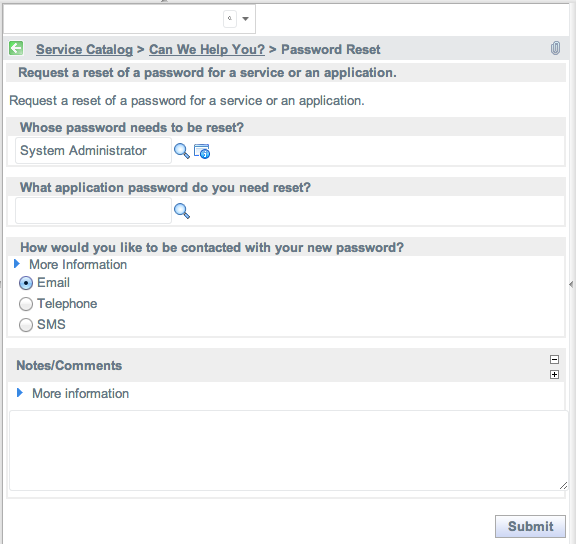 Service Catalog > Can We Help You? > Password Reset
Request a reset of a password for a service or an application.
Request a reset of a password for a service or an application.
Whose password needs to be reset?
System Administrator
What application password do you need reset?
How would you like to be contacted with your new password?
More Information
Email
Telephone
SMS
Notes/Comments
More information
Submit